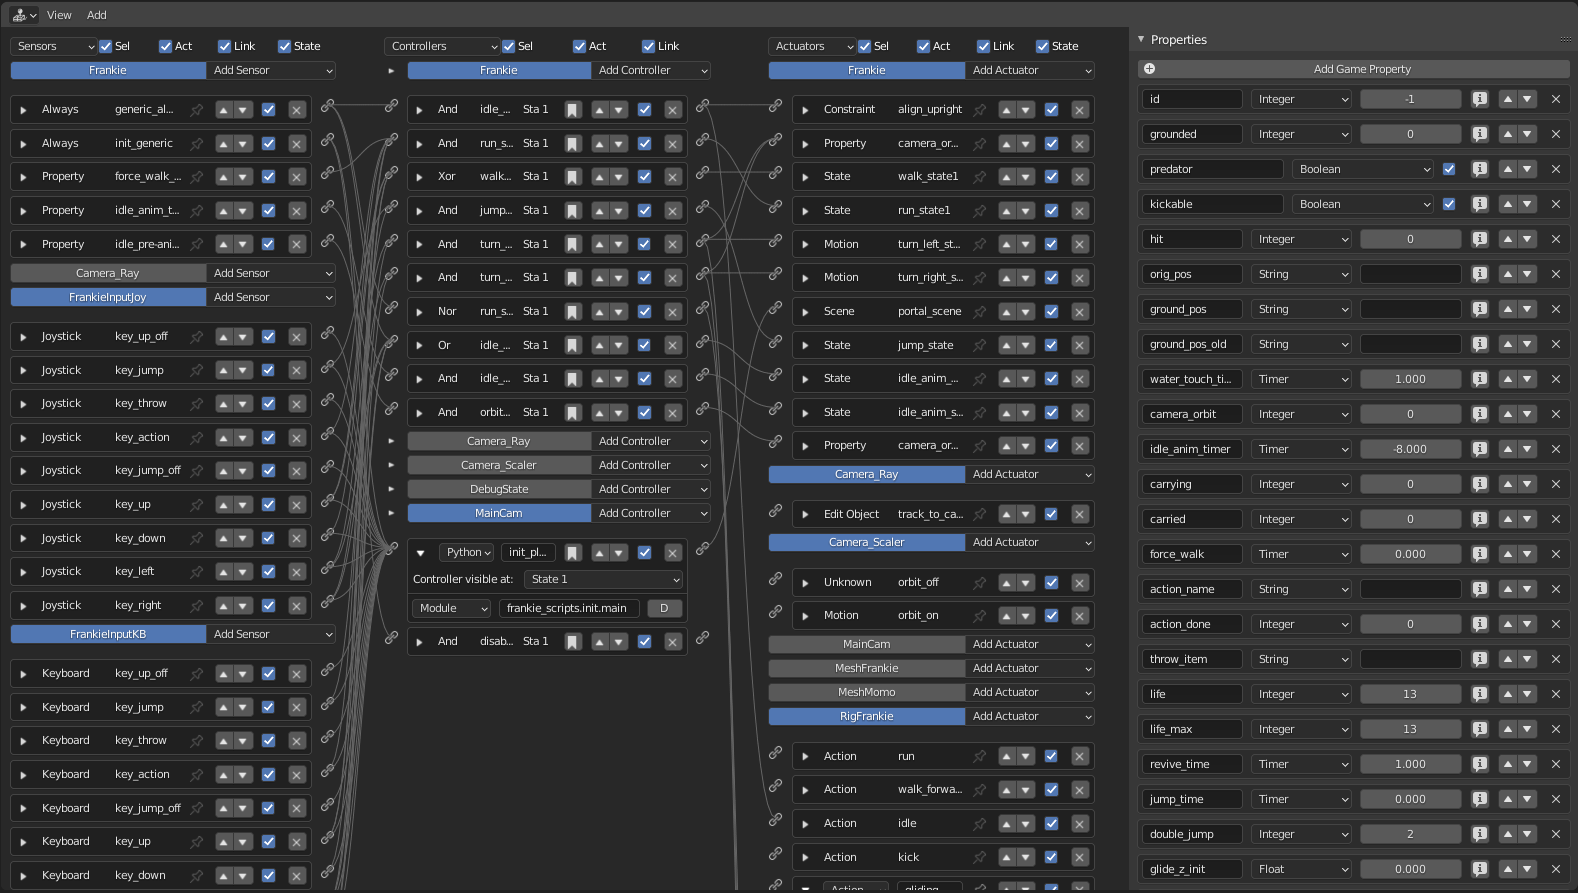 View Add
Sensors Sel Act Link State
Frankie Add Sensor
Always generic_al...
Always init_generic
Property force_walk_...
Property idle_anim_t...
Property idle_pre-ani...
Camera_Ray Add Sensor
FrankieInputJoy Add Sensor
Joystick key_up_off
Joystick key_jump
Joystick key_throw
Joystick key_action
Joystick key_jump_off
Joystick key_up
Joystick key_down
Joystick key_left
Joystick key_right
FrankieInputKB Add Sensor
Keyboard key_up_off
Keyboard key_jump
Keyboard key_throw
Keyboard key_action
Keyboard key_jump_off
Keyboard key_up
Keyboard key_down
Controllers Sel Act Link
Frankie Add Controller
And idle_... Sta 1
And run_s... Sta 1
Xor walk... Sta 1
And jump... Sta 1
And turn_... Sta 1
And turn_... Sta 1
Nor run_s... Sta 1
Or idle_... Sta 1
And idle_... Sta 1
And orbit... Sta 1
Camera_Ray Add Controller
Camera_Scaler Add Controller
DebugState Add Controller
MainCam Add Controller
Python init_pl...
Controller visible at: State 1
Module frankie_scripts.init.main D
And disab... Sta 1
Actuators Sel Act Link State
Frankie Add Actuator
Constraint align_upright
Property camera_or...
State walk_state1
State run_state1
Motion turn_left_st...
Motion turn_right_s...
Scene portal_scene
State jump_state
State idle_anim_...
State idle_anim_s...
Property camera_or...
Camera_Ray Add Actuator
Edit Object track_to_ca...
Camera_Scaler Add Actuator
Unknown orbit_off
Motion orbit_on
MainCam Add Actuator
MeshFrankie Add Actuator
MeshMomo Add Actuator
RigFrankie Add Actuator
Action run
Action walk_forwa...
Action idle
Action kick
Action gliding
Properties
Add Game Property
id Integer -1
grounded Integer 0
predator Boolean
kickable Boolean
hit Integer 0
orig_pos String
ground_pos String
ground_pos_old String
water_touch_ti... Timer 1.000
camera_orbit Integer 0
idle_anim_timer Timer -8.000
carrying Integer 0
carried Integer 0
force_walk Timer 0.000
action_name String
action_done Integer 0
throw_item String
life Integer 13
life_max Integer 13
revive_time Timer 1.000
jump_time Timer 0.000
double_jump Integer 2
glide_z_init Float 0.000